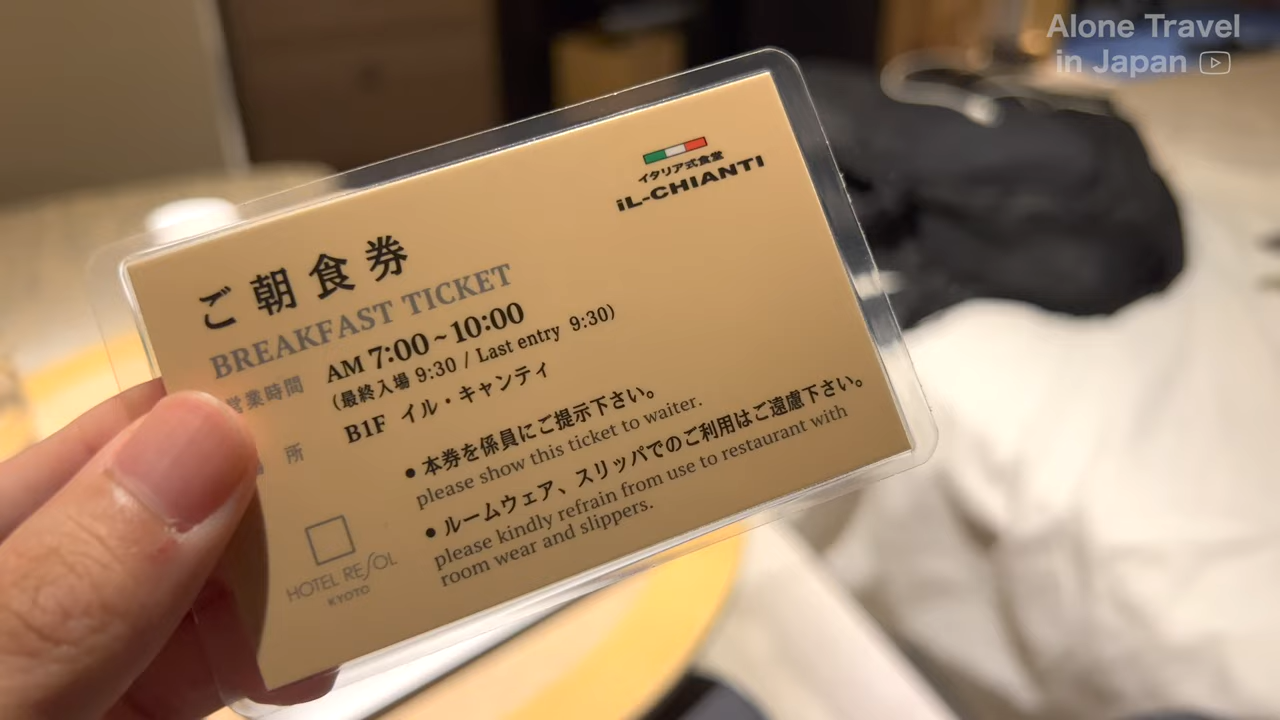 Alone Travel
in Japan
イタリア式食堂
iL-CHIANTI
ご朝食券
BREAKFAST TICKET
営業時間 AM 7:00~10:00
(最終入場 9:30 / Last entry 9:30)
所 B1F イル・キャンティ
●本券を係員にご提示下さい。
please show this ticket to waiter.
●ルームウェア、スリッパでのご利用はご遠慮下さい。
please kindly refrain from use to restaurant with
room wear and slippers.
HOTEL RESOL
KYOTO